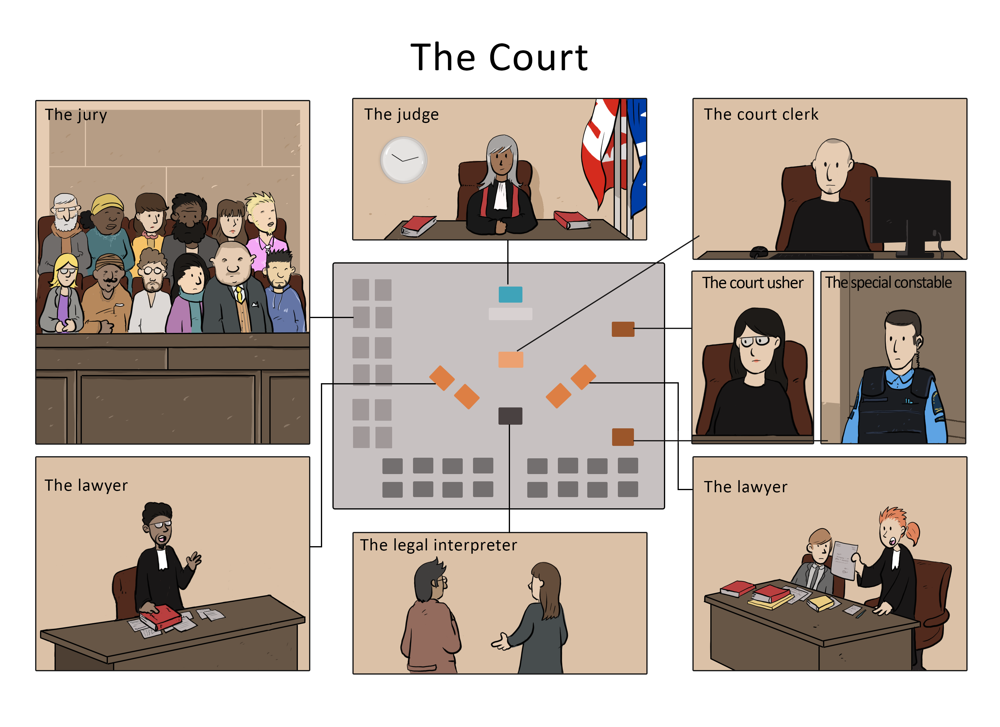 The Court
The jury
The judge
The court clerk
The court usher
The special constable
The lawyer
The legal interpreter
The lawyer